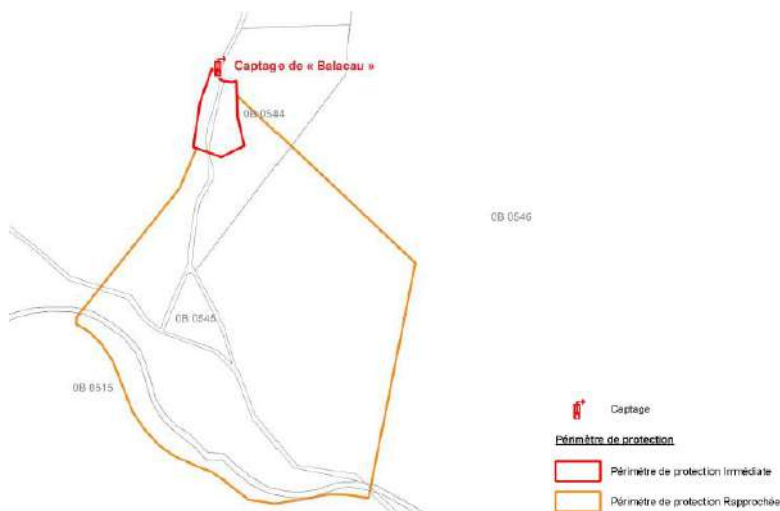 Captage de « Balacau »
0B 0544
0B 0546
0B 0545
0B 0515
Captage
Périmètre de protection
Périmètre de protection Immédiate
Périmètre de protection Rapprochée